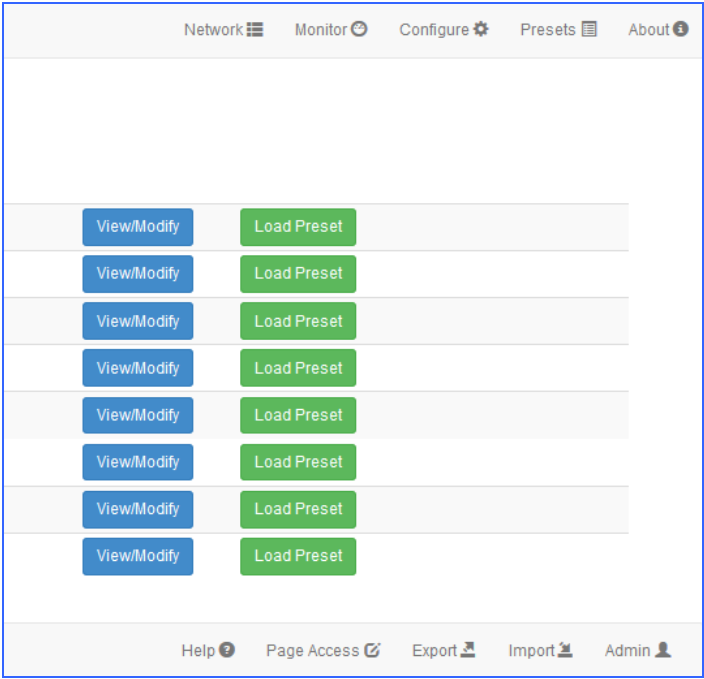 Network Monitor Configure Presets About
View/Modify Load Preset
View/Modify Load Preset
View/Modify Load Preset
View/Modify Load Preset
View/Modify Load Preset
View/Modify Load Preset
View/Modify Load Preset
View/Modify Load Preset
Help Page Access Export Import Admin